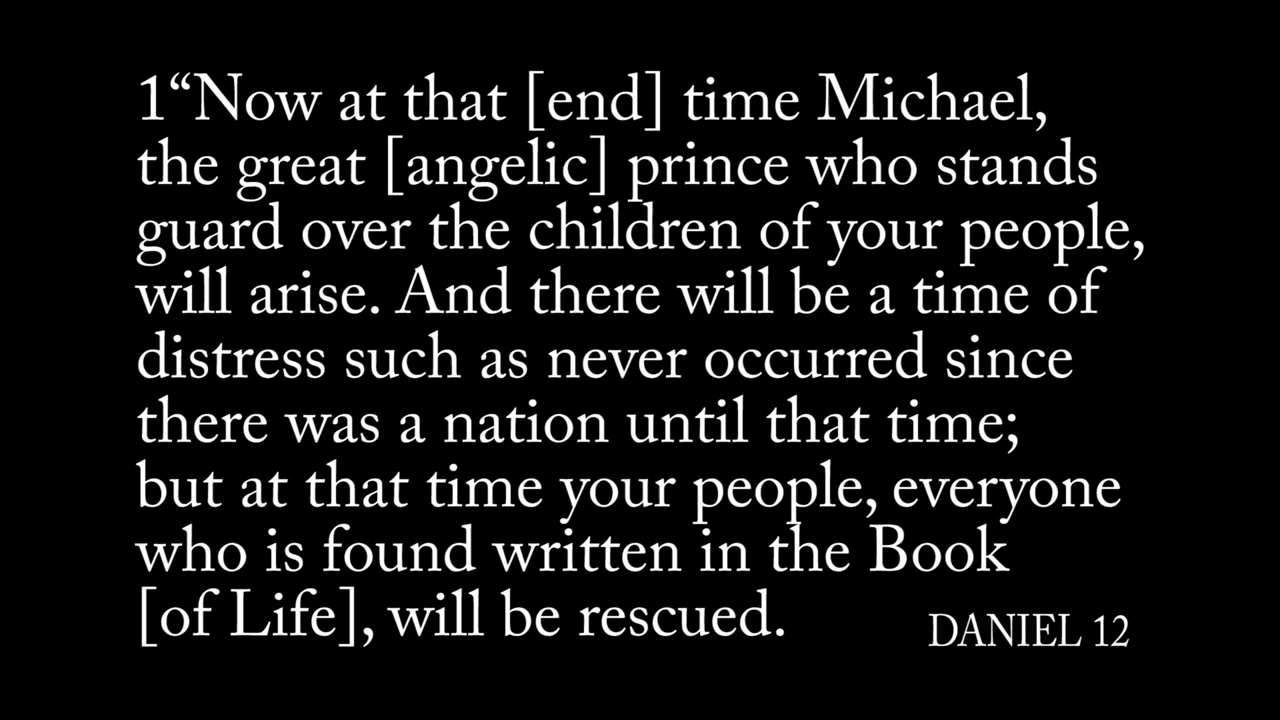 1“Now at that [end] time Michael,
the great [angelic] prince who stands
guard over the children of your people,
will arise. And there will be a time of
distress such as never occurred since
there was a nation until that time;
but at that time your people, everyone
who is found written in the Book
[of Life], will be rescued.
DANIEL 12